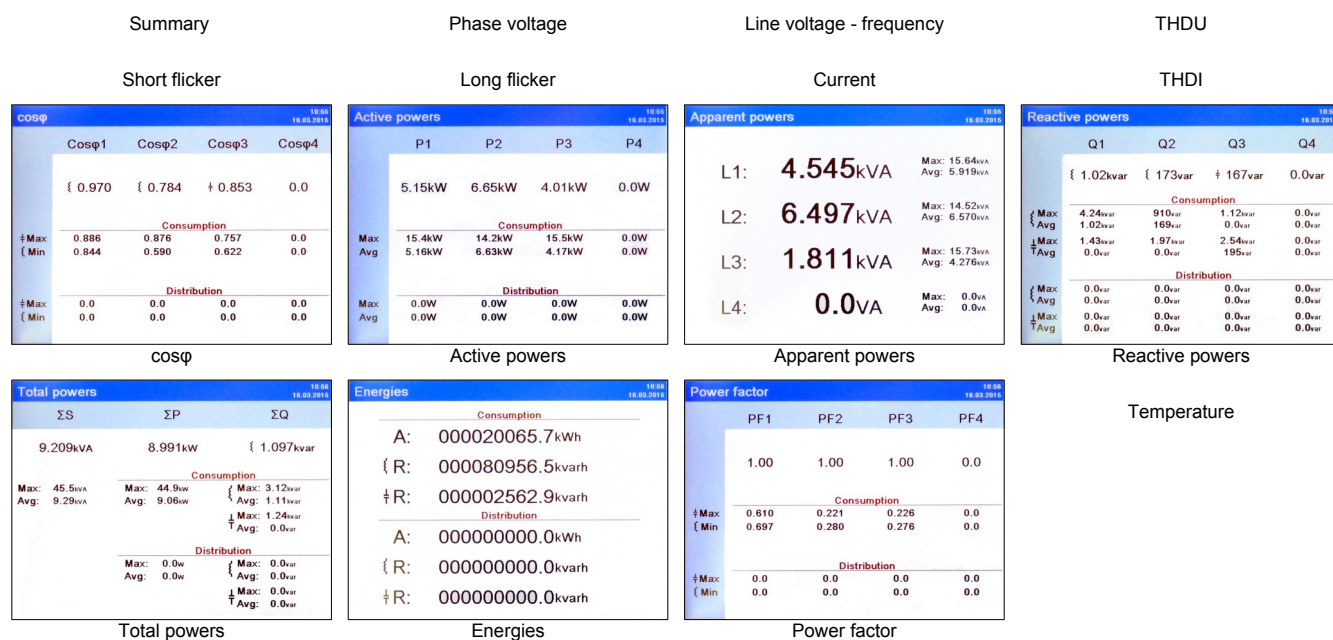 Summary
Phase voltage
Line voltage - frequency
THDU
Short flicker
Long flicker
Current
THDI
cosφ
10:55
16.03.2015
Cosφ1 Cosφ2 Cosφ3 Cosφ4
0.970 0.784 0.853 0.0
Consumption
Max 0.886 0.876 0.757 0.0
Min 0.844 0.590 0.622 0.0
Distribution
Max 0.0 0.0 0.0 0.0
Min 0.0 0.0 0.0 0.0
cosφ
Active powers
10:55
16.03.2015
P1 P2 P3 P4
5.15kW 6.65kW 4.01kW 0.0W
Consumption
Max 15.4kW 14.2kW 15.5kW 0.0W
Avg 5.16kW 6.63kW 4.17kW 0.0W
Distribution
Max 0.0W 0.0W 0.0W 0.0W
Avg 0.0W 0.0W 0.0W 0.0W
Active powers
Apparent powers
10:55
16.03.2015
L1: 4.545kVA Max: 15.64kVA
Avg: 5.919kVA
L2: 6.497kVA Max: 14.52kVA
Avg: 6.570kVA
L3: 1.811kVA Max: 15.73kVA
Avg: 4.276kVA
L4: 0.0VA Max: 0.0VA
Avg: 0.0VA
Apparent powers
Reactive powers
10:55
16.03.2015
Q1 Q2 Q3 Q4
1.02kvar 173var 167var 0.0var
Consumption
Max 4.24kvar 910var 1.12kvar 0.0var
Avg 1.02kvar 169var 0.0var 0.0var
Max 1.43kvar 1.97kvar 2.54kvar 0.0var
Avg 0.0var 0.0var 195var 0.0var
Distribution
Max 0.0var 0.0var 0.0var 0.0var
Avg 0.0var 0.0var 0.0var 0.0var
Max 0.0var 0.0var 0.0var 0.0var
Avg 0.0var 0.0var 0.0var 0.0var
Reactive powers
Total powers
10:56
16.03.2015
ΣS ΣP ΣQ
9.209kVA 8.991kW 1.097kvar
Consumption
Max: 45.5kVA Max: 44.9kW Max: 3.12kvar
Avg: 9.29kVA Avg: 9.06kW Avg: 1.11kvar
Max: 1.24kvar
Avg: 0.0var
Distribution
Max: 0.0W Max: 0.0var
Avg: 0.0W Avg: 0.0var
Max: 0.0var
Avg: 0.0var
Total powers
Energies
10:56
16.03.2015
Consumption
A: 000020065.7kWh
R: 000080956.5kvarh
R: 000002562.9kvarh
Distribution
A: 000000000.0kWh
R: 000000000.0kvarh
R: 000000000.0kvarh
Energies
Power factor
10:56
16.03.2015
PF1 PF2 PF3 PF4
1.00 1.00 1.00 0.0
Consumption
Max 0.610 0.221 0.226 0.0
Min 0.697 0.280 0.276 0.0
Distribution
Max 0.0 0.0 0.0 0.0
Min 0.0 0.0 0.0 0.0
Power factor
Temperature